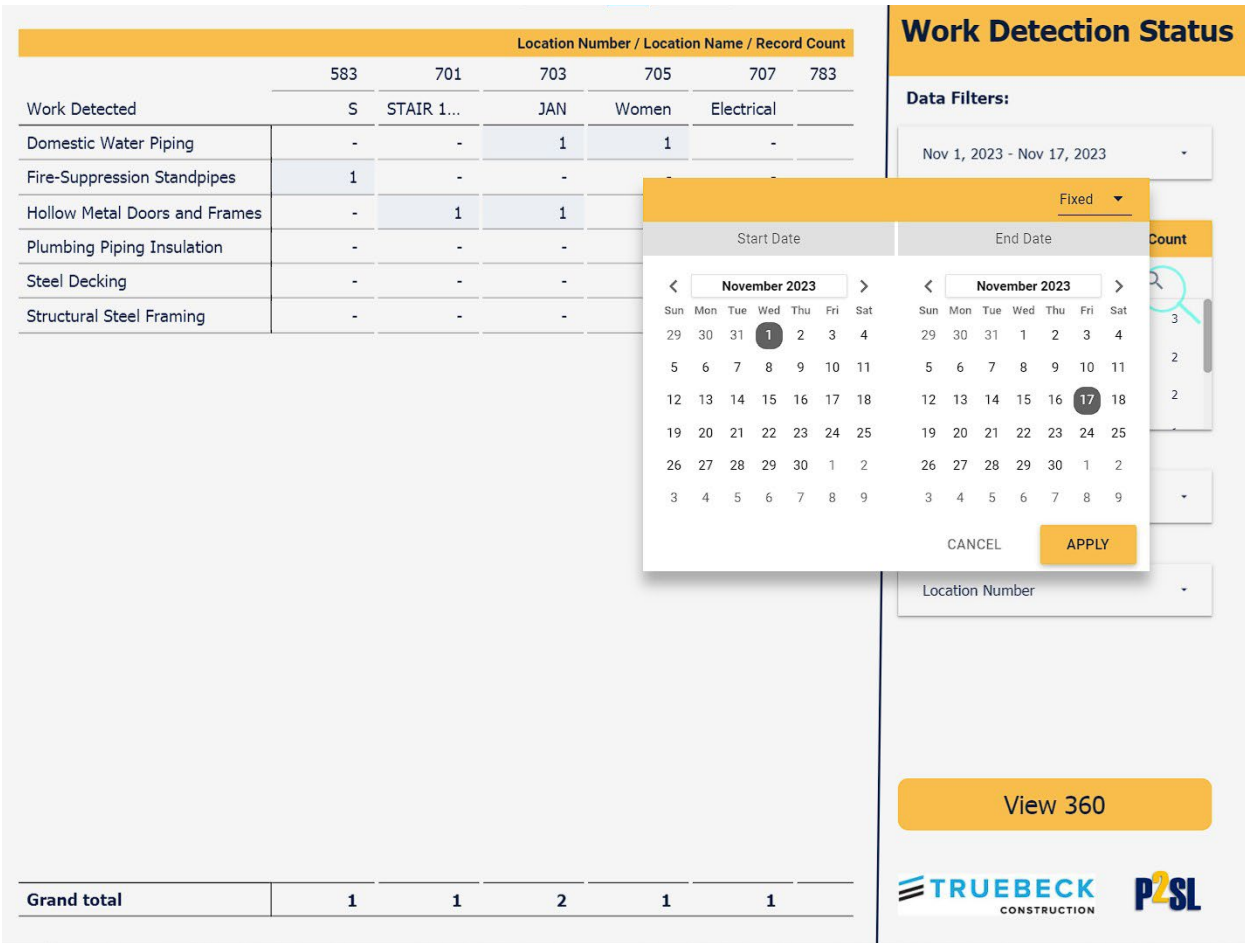 Work Detection Status
Location Number / Location Name / Record Count
583 701 703 705 707 783
Work Detected S STAIR 1... JAN Women Electrical
Domestic Water Piping - - 1 1 -
Fire-Suppression Standpipes 1 - - - -
Hollow Metal Doors and Frames - 1 1
Plumbing Piping Insulation - - -
Steel Decking - - -
Structural Steel Framing - - -
Grand total 1 1 2 1 1
Data Filters:
Nov 1, 2023 - Nov 17, 2023
Fixed
Start Date End Date
November 2023 November 2023
Sun Mon Tue Wed Thu Fri Sat Sun Mon Tue Wed Thu Fri Sat
29 30 31 1 2 3 4 29 30 31 1 2 3 4
5 6 7 8 9 10 11 5 6 7 8 9 10 11
12 13 14 15 16 17 18 12 13 14 15 16 17 18
19 20 21 22 23 24 25 19 20 21 22 23 24 25
26 27 28 29 30 1 2 26 27 28 29 30 1 2
3 4 5 6 7 8 9 3 4 5 6 7 8 9
CANCEL APPLY
Count
3
2
2
Location Number
View 360
TRUEBECK
CONSTRUCTION
P2SL